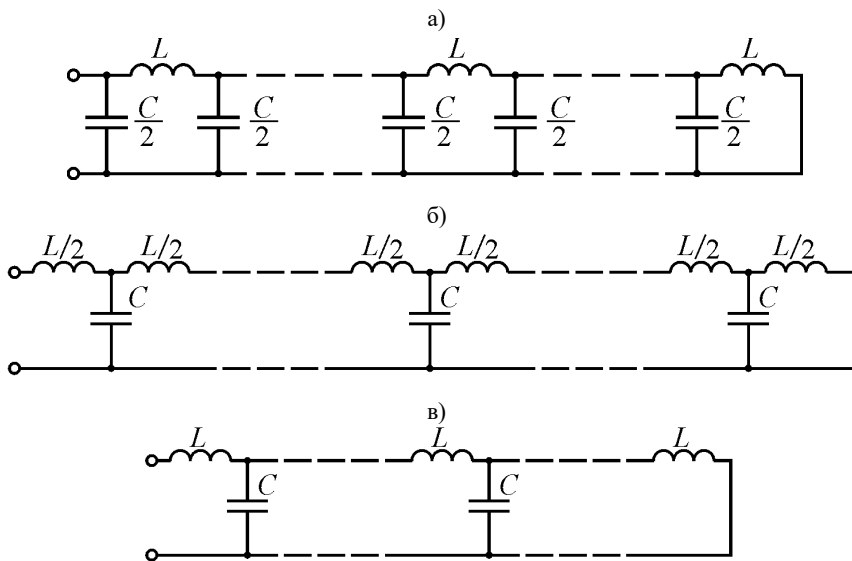 а)
L L L
C/2 C/2 C/2 C/2 C/2
б)
L/2 L/2 L/2 L/2 L/2 L/2
C C C
в)
L L L
C C